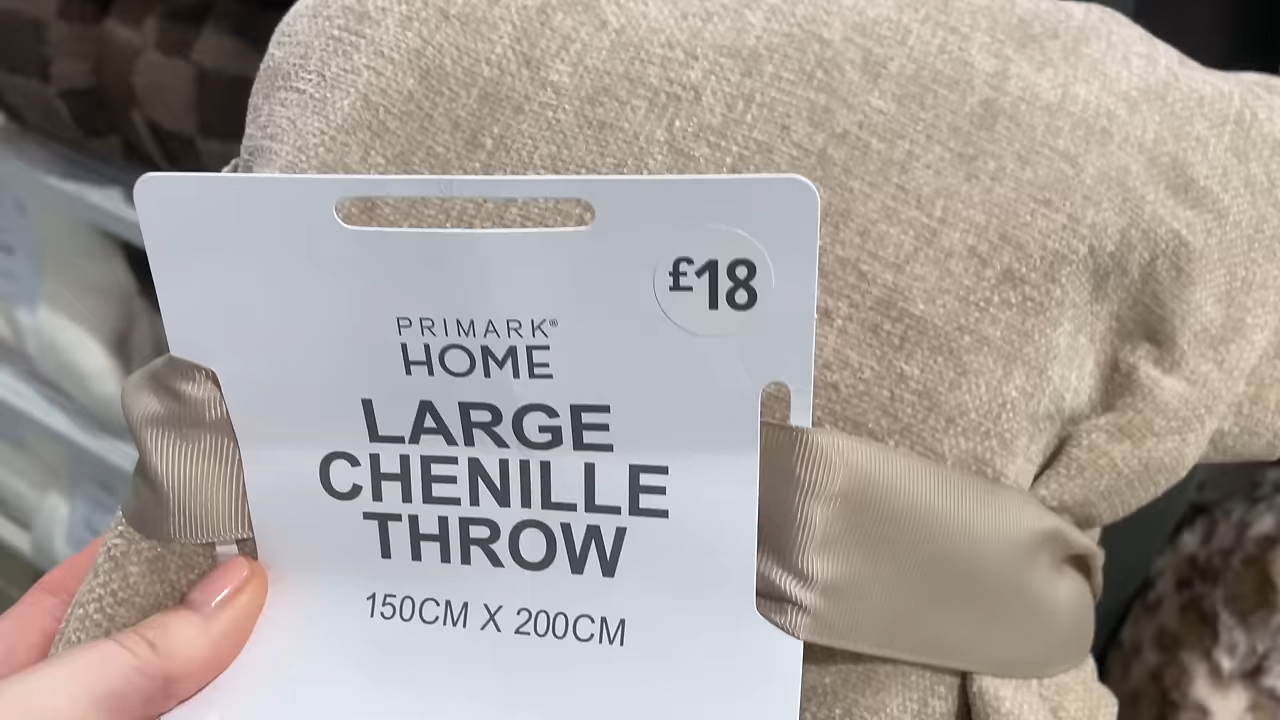 £18
PRIMARK®
HOME
LARGE
CHENILLE
THROW
150CM X 200CM